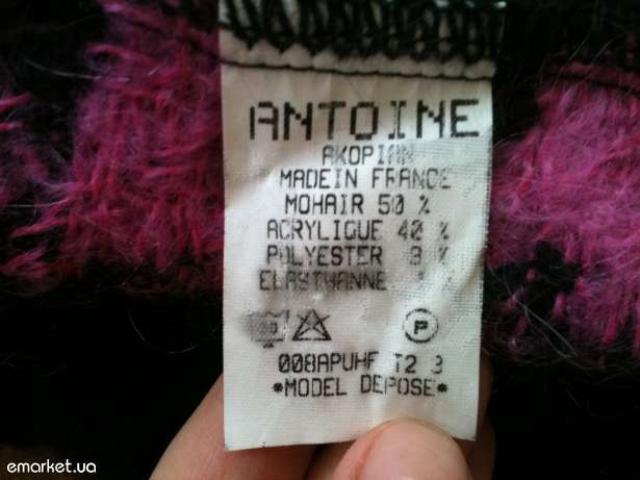 ANTOINE
AKOPIAN
MADEIN FRANCE
MOHAIR 50 %
ACRYLIQUE 40 %
POLYESTER %
ELASTHANNE %
P
008APUHF T2 3
*MODEL DEPOSE*
emarket.ua